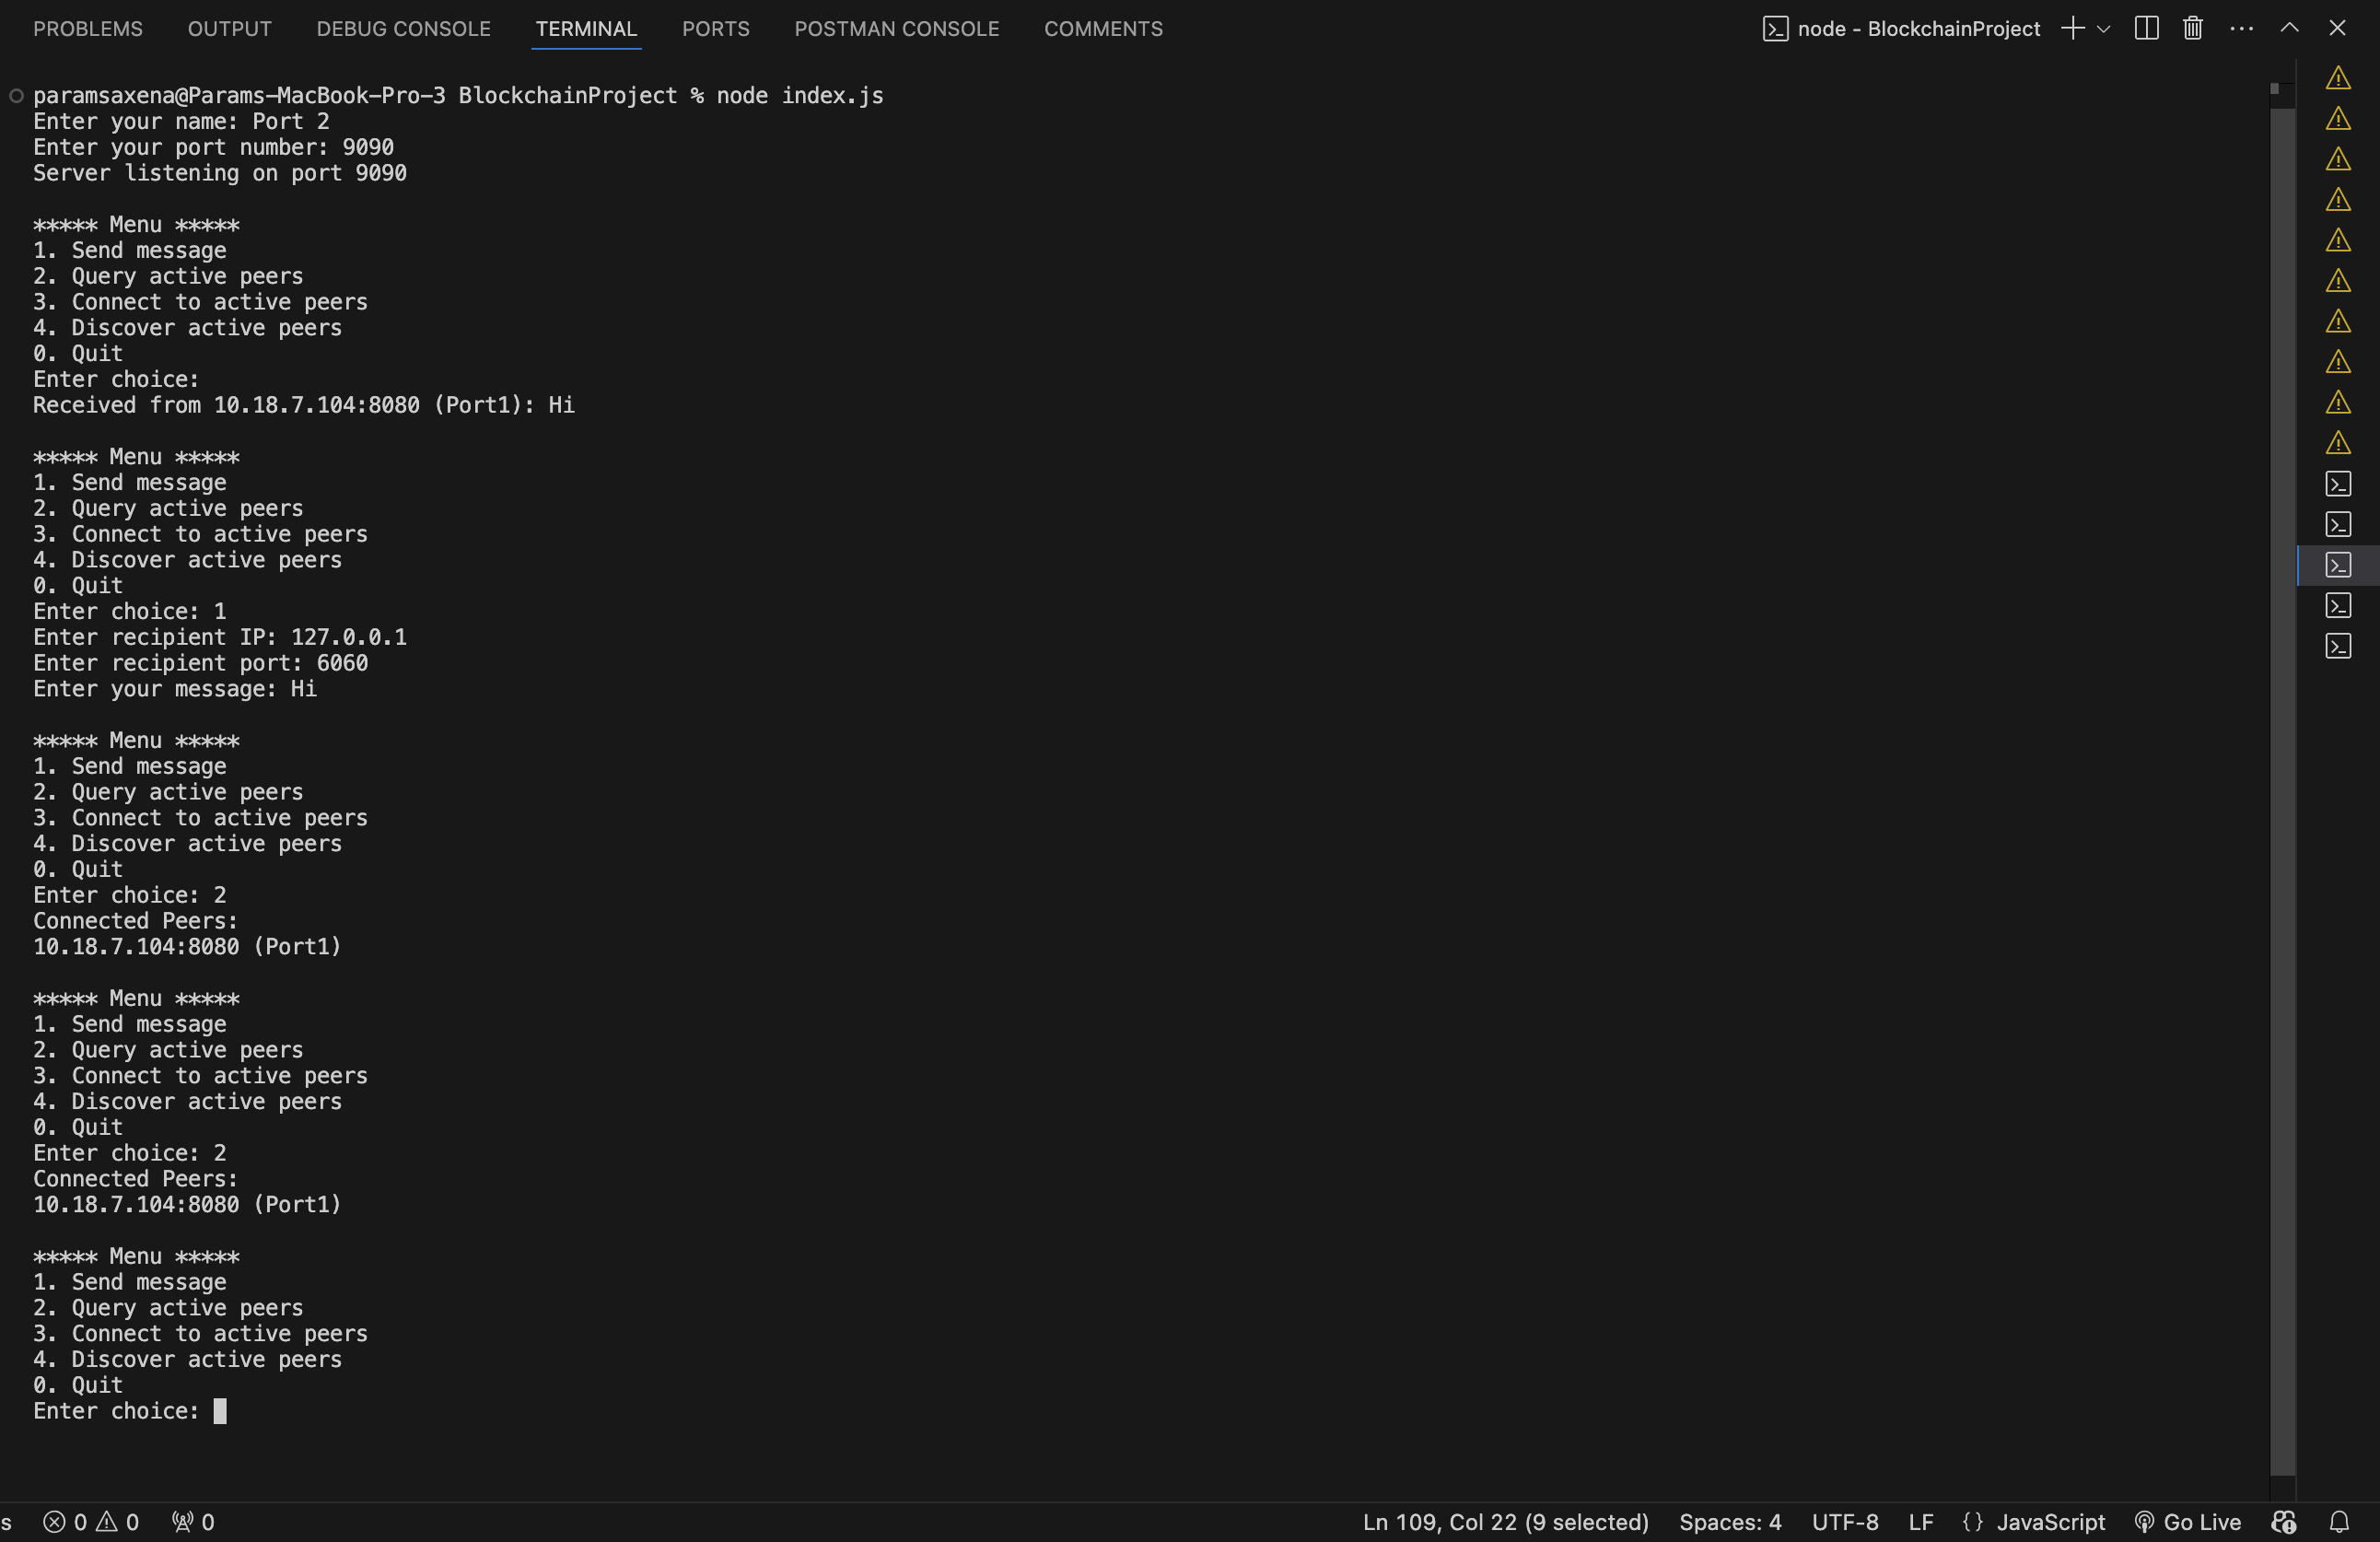 PROBLEMS OUTPUT DEBUG CONSOLE TERMINAL PORTS POSTMAN CONSOLE COMMENTS node - BlockchainProject
paramsaxena@Params-MacBook-Pro-3 BlockchainProject % node index.js
Enter your name: Port 2
Enter your port number: 9090
Server listening on port 9090
***** Menu *****
1. Send message
2. Query active peers
3. Connect to active peers
4. Discover active peers
0. Quit
Enter choice:
Received from 10.18.7.104:8080 (Port1): Hi
***** Menu *****
1. Send message
2. Query active peers
3. Connect to active peers
4. Discover active peers
0. Quit
Enter choice: 1
Enter recipient IP: 127.0.0.1
Enter recipient port: 6060
Enter your message: Hi
***** Menu *****
1. Send message
2. Query active peers
3. Connect to active peers
4. Discover active peers
0. Quit
Enter choice: 2
Connected Peers:
10.18.7.104:8080 (Port1)
***** Menu *****
1. Send message
2. Query active peers
3. Connect to active peers
4. Discover active peers
0. Quit
Enter choice: 2
Connected Peers:
10.18.7.104:8080 (Port1)
***** Menu *****
1. Send message
2. Query active peers
3. Connect to active peers
4. Discover active peers
0. Quit
Enter choice:
s 0 0 0 Ln 109, Col 22 (9 selected) Spaces: 4 UTF-8 LF {} JavaScript Go Live